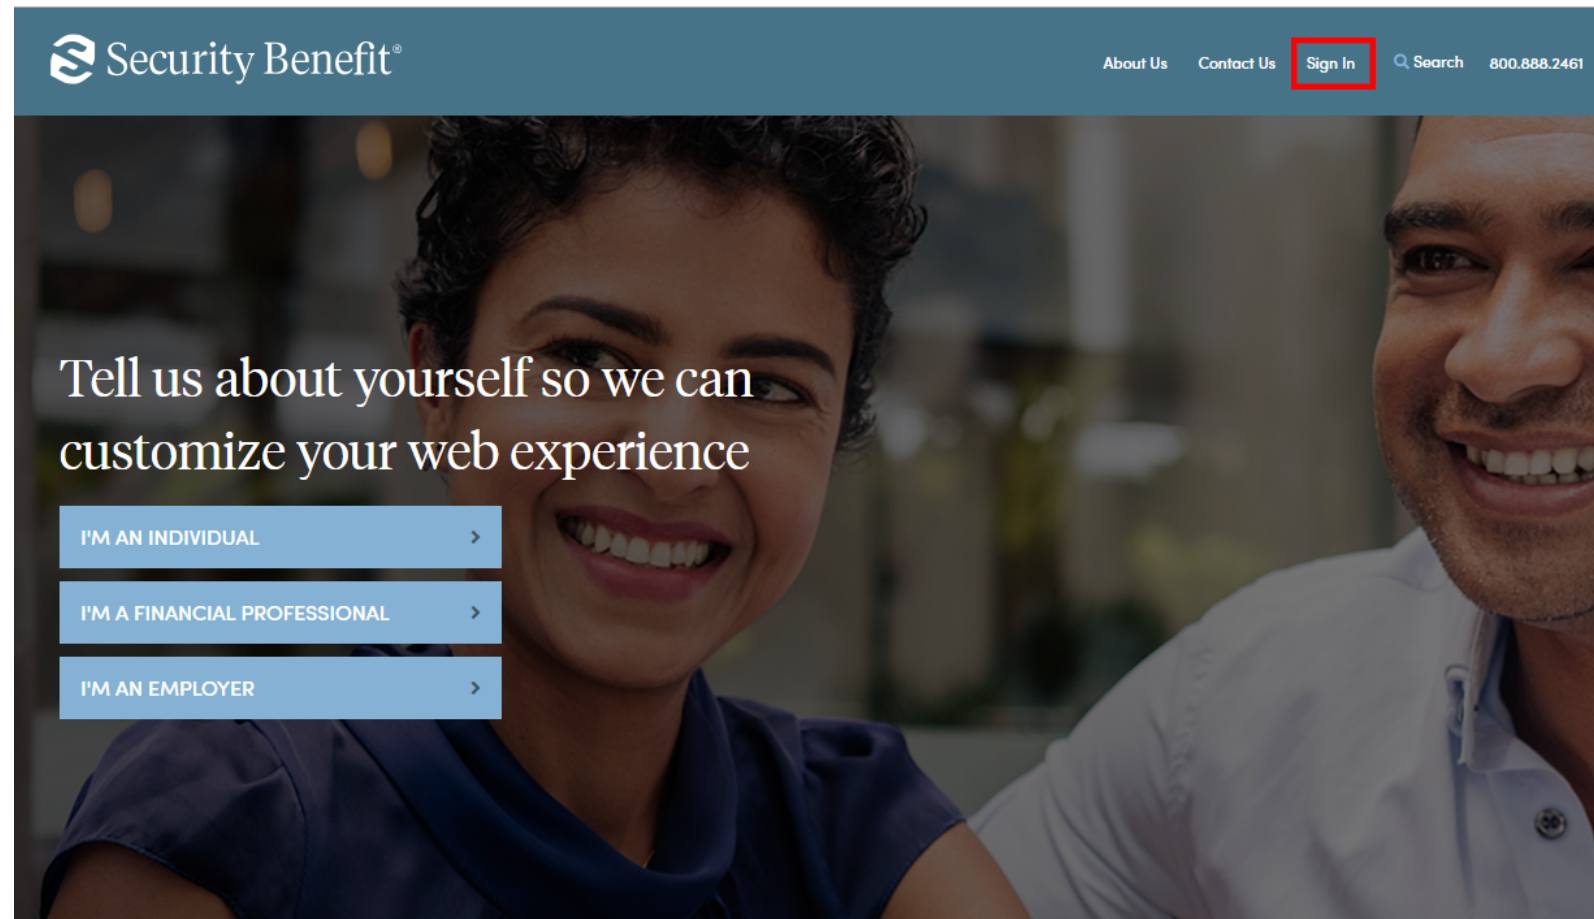 Security Benefit®
About Us Contact Us Sign In Search 800.888.2461
Tell us about yourself so we can
customize your web experience
I'M AN INDIVIDUAL
I'M A FINANCIAL PROFESSIONAL
I'M AN EMPLOYER